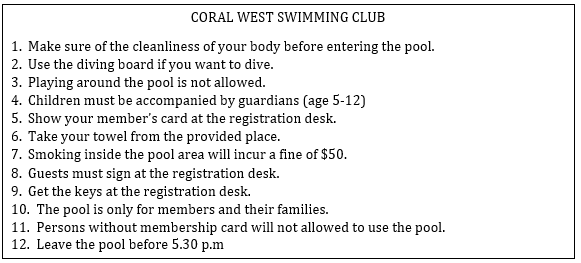 CORAL WEST SWIMMING CLUB
1. Make sure of the cleanliness of your body before entering the pool.
2. Use the diving board if you want to dive.
3. Playing around the pool is not allowed.
4. Children must be accompanied by guardians (age 5-12)
5. Show your member's card at the registration desk.
6. Take your towel from the provided place.
7. Smoking inside the pool area will incur a fine of $50.
8. Guests must sign at the registration desk.
9. Get the keys at the registration desk.
10. The pool is only for members and their families.
11. Persons without membership card will not allowed to use the pool.
12. Leave the pool before 5.30 p.m